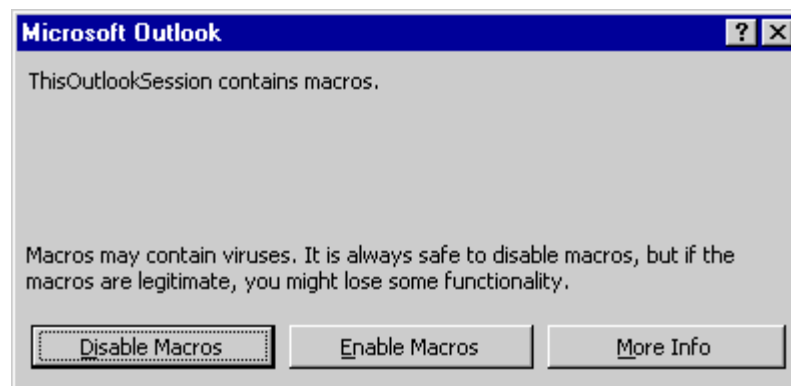 Microsoft Outlook
ThisOutlookSession contains macros.
Macros may contain viruses. It is always safe to disable macros, but if the
macros are legitimate, you might lose some functionality.
Disable Macros Enable Macros More Info